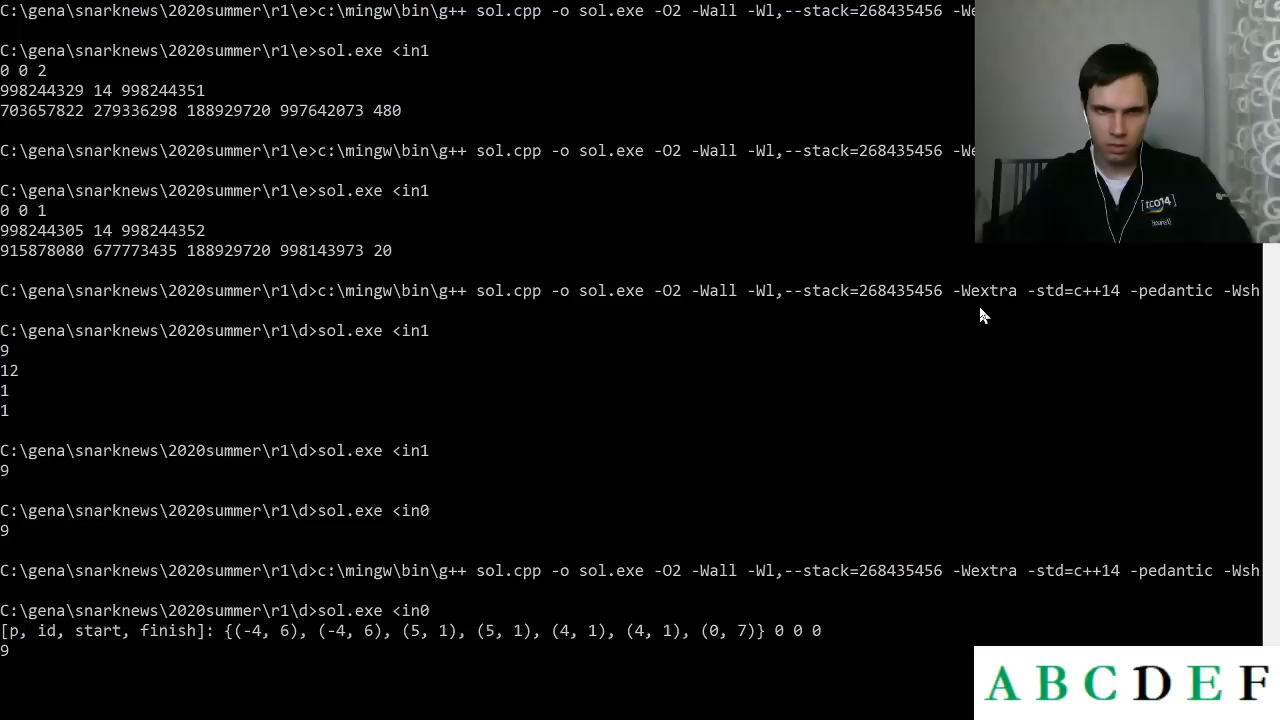 C:\gena\snarknews\2020summer\r1\e>c:\mingw\bin\g++ sol.cpp -o sol.exe -O2 -Wall -Wl,--stack=268435456 -We
C:\gena\snarknews\2020summer\r1\e>sol.exe <in1
0 0 2
998244329 14 998244351
703657822 279336298 188929720 997642073 480
C:\gena\snarknews\2020summer\r1\e>c:\mingw\bin\g++ sol.cpp -o sol.exe -O2 -Wall -Wl,--stack=268435456 -We
C:\gena\snarknews\2020summer\r1\e>sol.exe <in1
0 0 1
998244305 14 998244352
915878080 677773435 188929720 998143973 20
C:\gena\snarknews\2020summer\r1\d>c:\mingw\bin\g++ sol.cpp -o sol.exe -O2 -Wall -Wl,--stack=268435456 -Wextra -std=c++14 -pedantic -Wsh
C:\gena\snarknews\2020summer\r1\d>sol.exe <in1
9
12
1
1
C:\gena\snarknews\2020summer\r1\d>sol.exe <in1
9
C:\gena\snarknews\2020summer\r1\d>sol.exe <in0
9
C:\gena\snarknews\2020summer\r1\d>c:\mingw\bin\g++ sol.cpp -o sol.exe -O2 -Wall -Wl,--stack=268435456 -Wextra -std=c++14 -pedantic -Wsh
C:\gena\snarknews\2020summer\r1\d>sol.exe <in0
[p, id, start, finish]: {(-4, 6), (-4, 6), (5, 1), (5, 1), (4, 1), (4, 1), (0, 7)} 0 0 0
9
[tco14]
A B C D E F